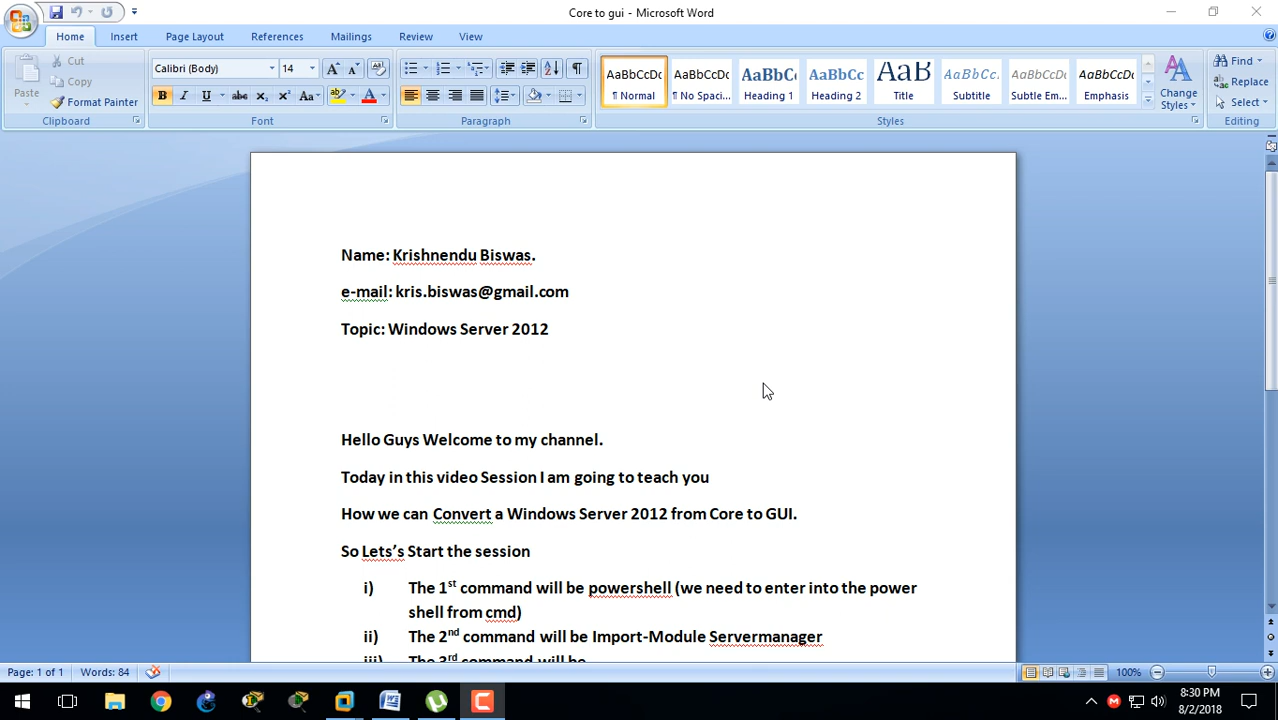 Core to gui - Microsoft Word
Home Insert Page Layout References Mailings Review View
Paste
Cut
Copy
Format Painter
Clipboard
Calibri (Body) 14
B I U abc x₂ x² Aa
Font
Paragraph
AaBbCcDc AaBbCcDc AaBbC AaBbCc AaB AaBbCc. AaBbCcDc AaBbCcDc
¶ Normal ¶ No Spaci... Heading 1 Heading 2 Title Subtitle Subtle Em... Emphasis
Change Styles
Styles
Find
Replace
Select
Editing
Name: Krishnendu Biswas.
e-mail: kris.biswas@gmail.com
Topic: Windows Server 2012
Hello Guys Welcome to my channel.
Today in this video Session I am going to teach you
How we can Convert a Windows Server 2012 from Core to GUI.
So Lets’s Start the session
i) The 1st command will be powershell (we need to enter into the power
shell from cmd)
ii) The 2nd command will be Import-Module Servermanager
iii) The 3rd command will be
Page: 1 of 1 Words: 84 100%
8:30 PM
8/2/2018